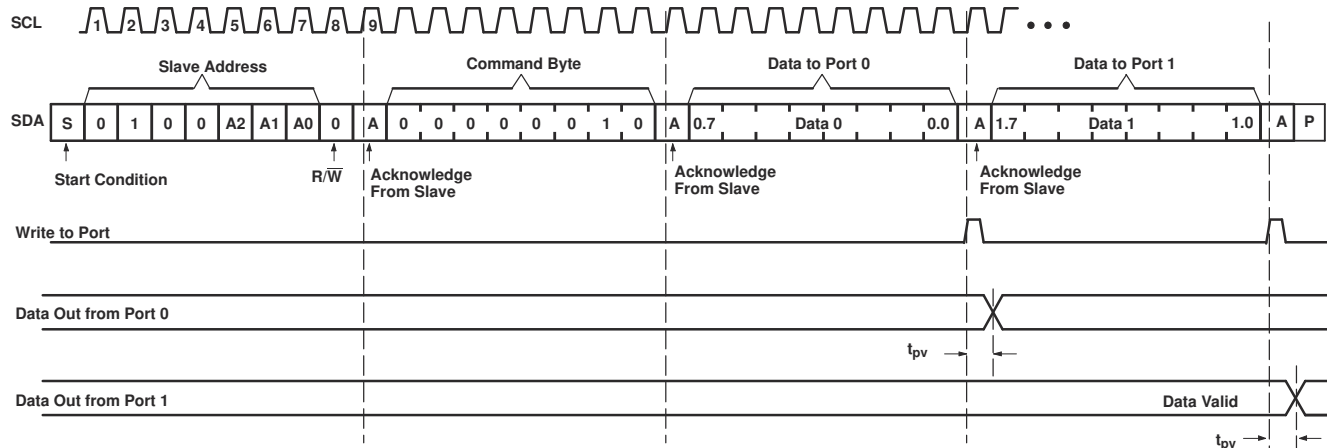 SCL 1 2 3 4 5 6 7 8 9 • • •
Slave Address Command Byte Data to Port 0 Data to Port 1
SDA S 0 1 0 0 A2 A1 A0 0 A 0 0 0 0 0 0 1 0 A 0.7 Data 0 0.0 A 1.7 Data 1 1.0 A P
Start Condition R/W̅ Acknowledge From Slave Acknowledge From Slave Acknowledge From Slave
Write to Port
Data Out from Port 0
tpv
Data Out from Port 1 Data Valid
tpv